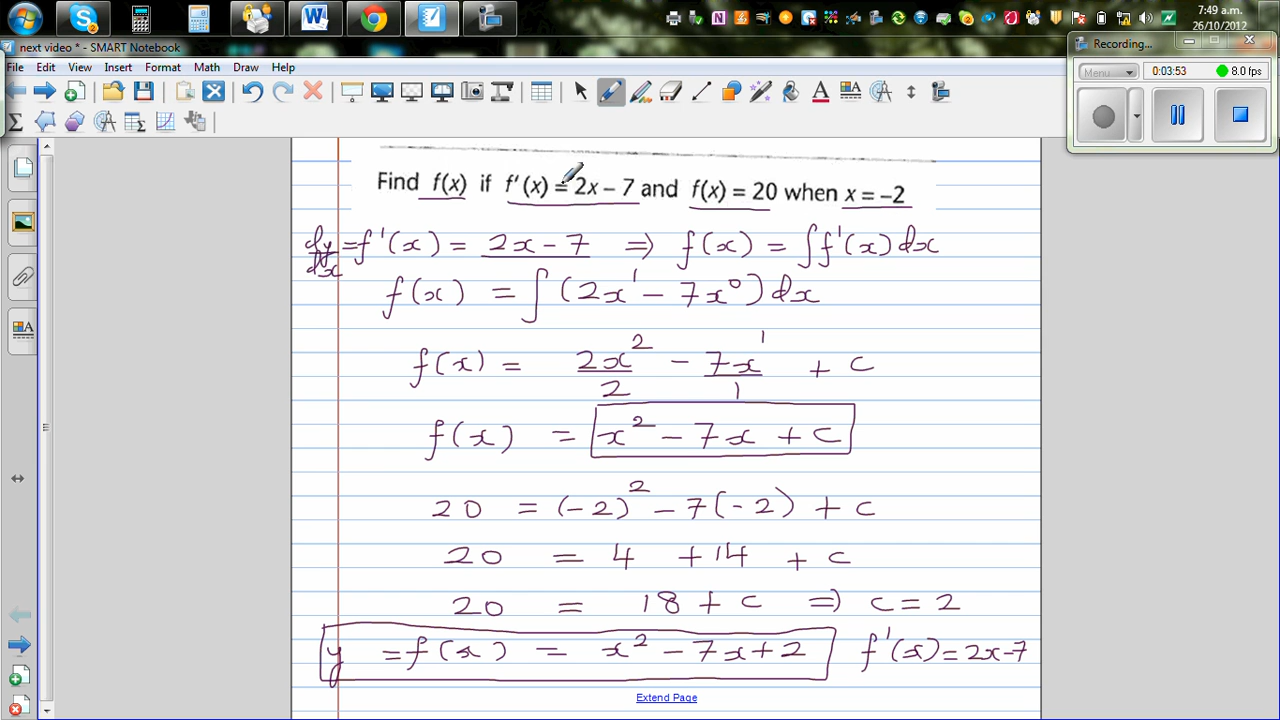 7:49 a.m.
26/10/2012
next video * - SMART Notebook
File Edit View Insert Format Math Draw Help
Recording...
Menu
0:03:53
8.0 fps
Find f(x) if f'(x) = 2x – 7 and f(x) = 20 when x = –2
dy/dx = f'(x) = 2x - 7 ⇒ f(x) = ∫f'(x)dx
f(x) = ∫(2x¹ - 7x⁰)dx
f(x) = 2x²/2 - 7x¹/1 + c
f(x) = x² - 7x + c
20 = (-2)² - 7(-2) + c
20 = 4 + 14 + c
20 = 18 + c ⇒ c = 2
y = f(x) = x² - 7x + 2 f'(x) = 2x-7
Extend Page